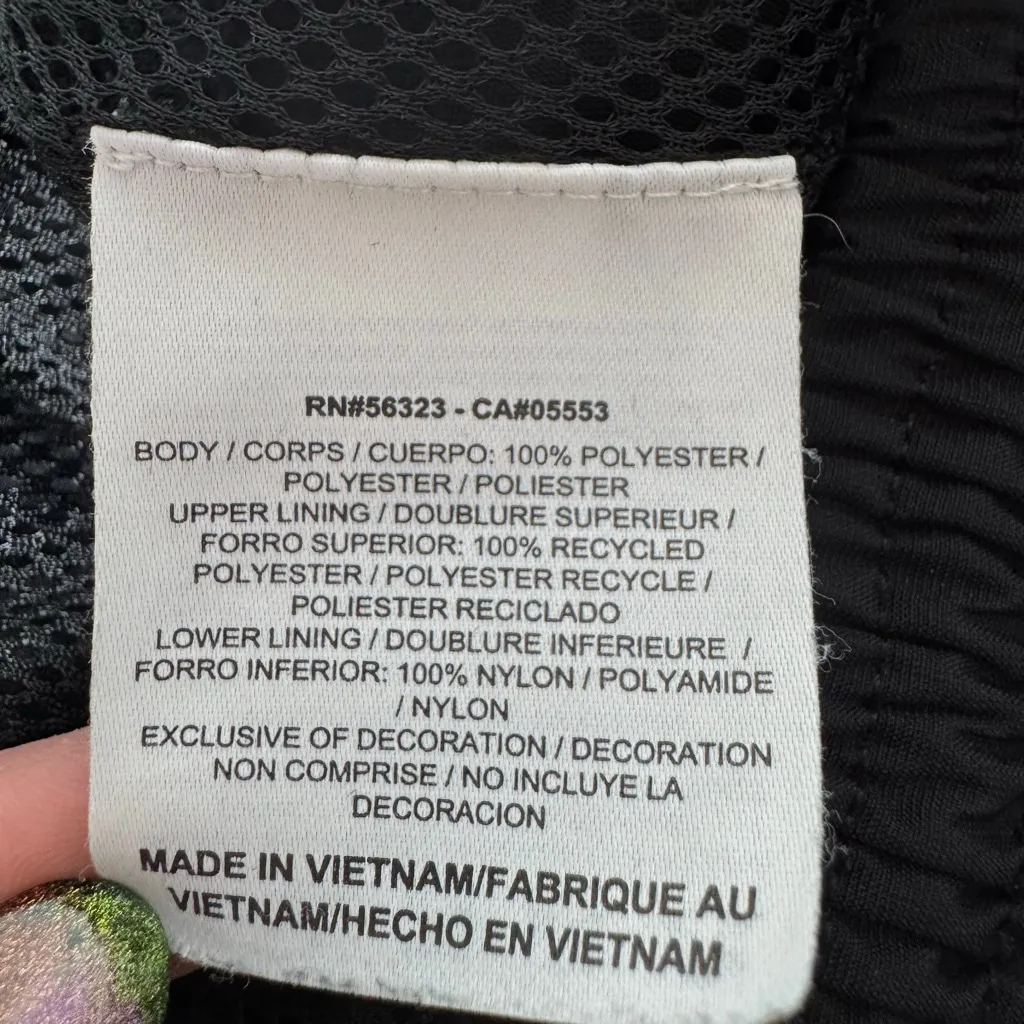 RN#56323 - CA#05553
BODY / CORPS / CUERPO: 100% POLYESTER /
POLYESTER / POLIESTER
UPPER LINING / DOUBLURE SUPERIEUR /
FORRO SUPERIOR: 100% RECYCLED
POLYESTER / POLYESTER RECYCLE /
POLIESTER RECICLADO
LOWER LINING / DOUBLURE INFERIEURE /
FORRO INFERIOR: 100% NYLON / POLYAMIDE
/ NYLON
EXCLUSIVE OF DECORATION / DECORATION
NON COMPRISE / NO INCLUYE LA
DECORACION
MADE IN VIETNAM/FABRIQUE AU
VIETNAM/HECHO EN VIETNAM